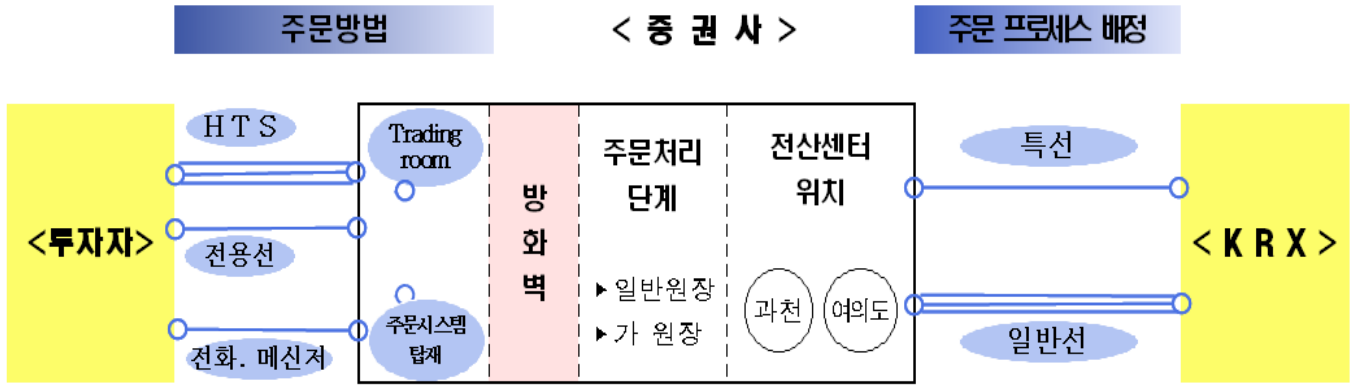 주문방법
< 증 권 사 >
주문 프로세스 배정
<투자자>
H T S
전용선
전화. 메신저
Trading
room
주문시스템
탑재
방
화
벽
주문처리
단계
▶일반원장
▶가 원장
전산센터
위치
과천
여의도
특선
일반선
< K R X >